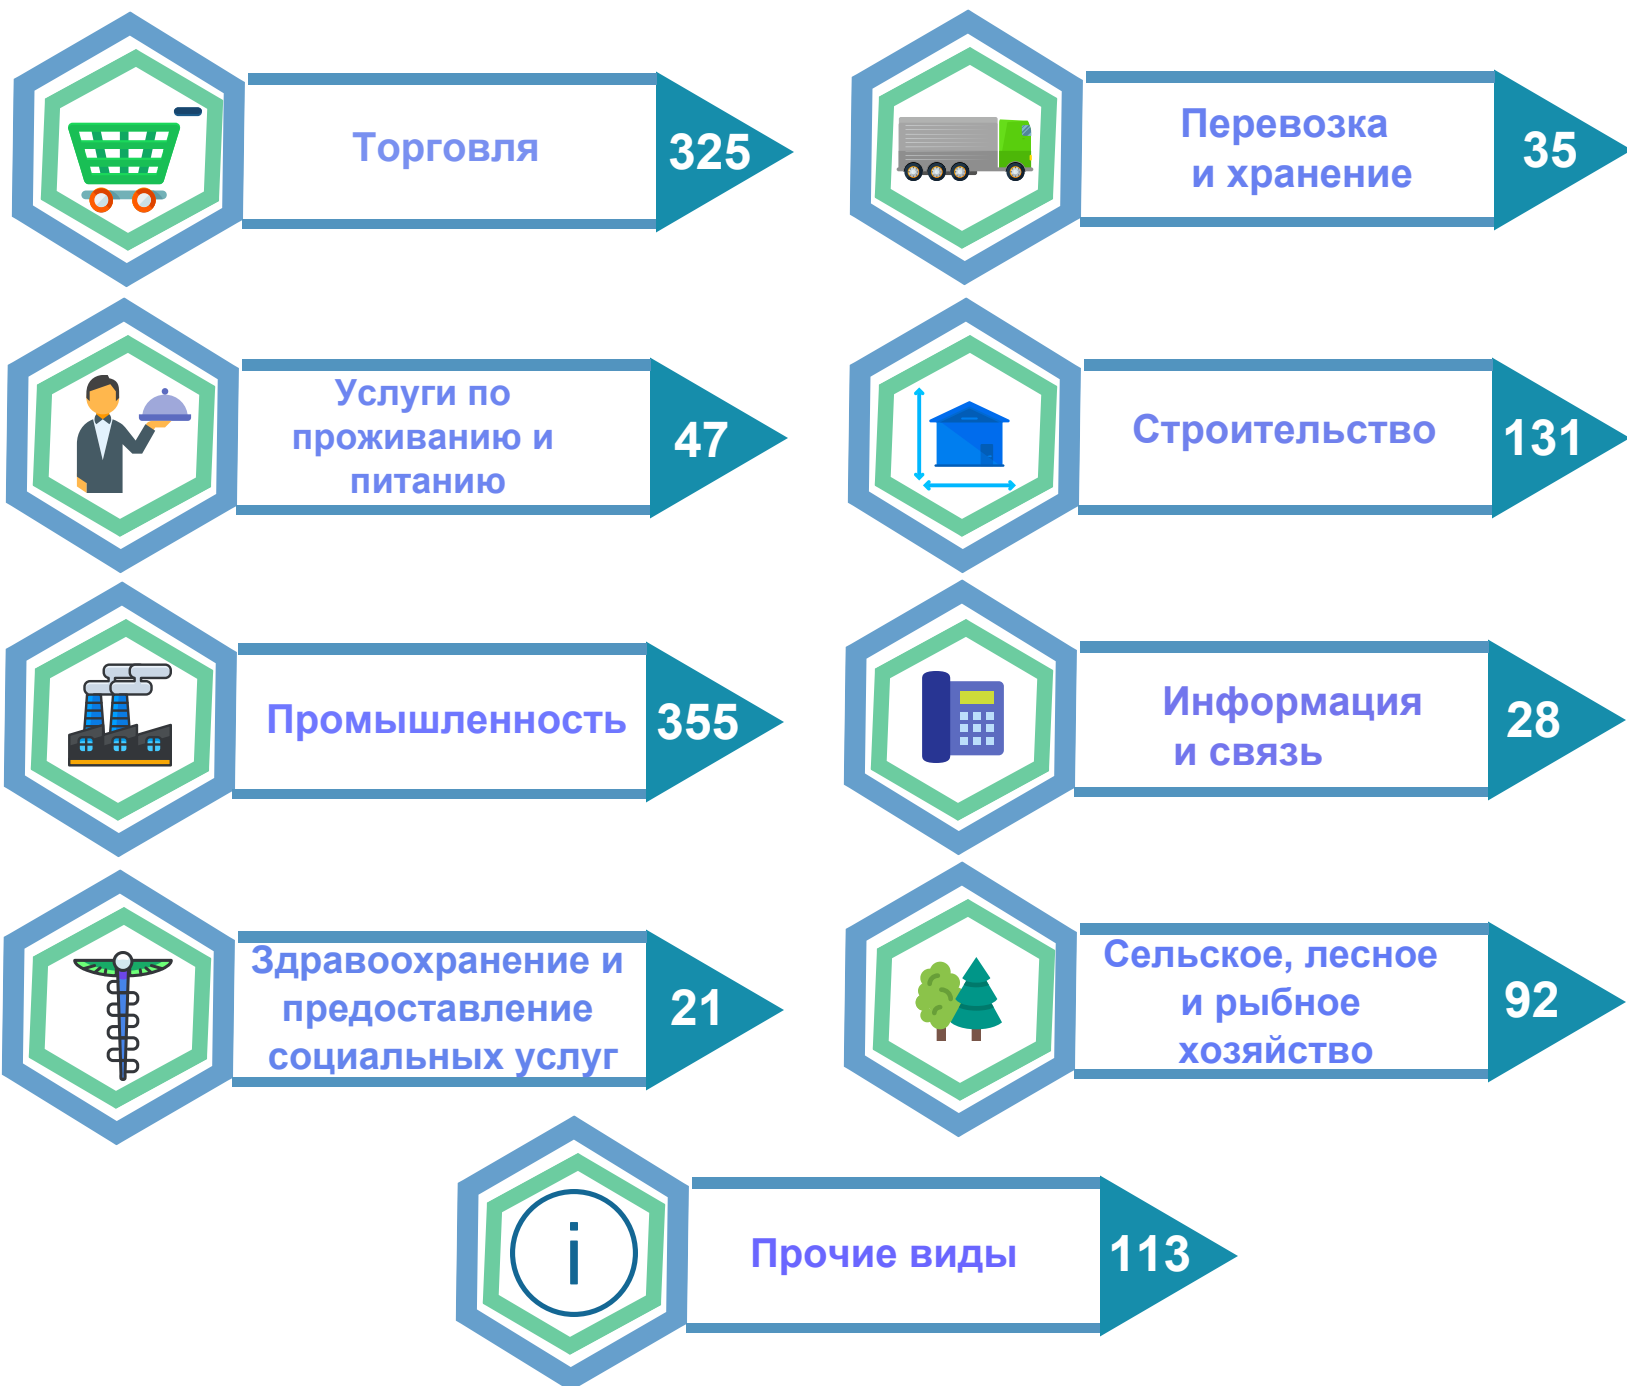 Торговля
325
Перевозка
и хранение
35
Услуги по
проживанию и
питанию
47
Строительство
131
Промышленность
355
Информация
и связь
28
Здравоохранение и
предоставление
социальных услуг
21
Сельское, лесное
и рыбное
хозяйство
92
i
Прочие виды
113